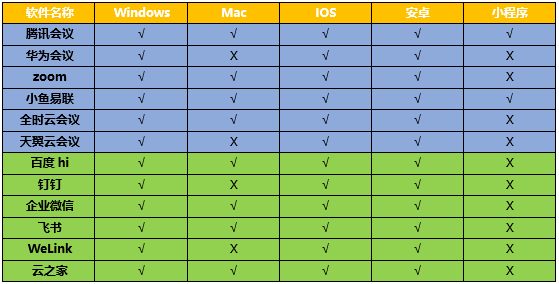 软件名称 Windows Mac IOS 安卓 小程序
腾讯会议 √ √ √ √ √
华为会议 √ X √ √ X
zoom √ √ √ √ X
小鱼易联 √ √ √ √ √
全时云会议 √ √ √ √ X
天翼云会议 √ X √ √ X
百度 hi √ √ √ √ X
钉钉 √ X √ √ X
企业微信 √ √ √ √ X
飞书 √ √ √ √ X
WeLink √ X √ √ X
云之家 √ √ √ √ X